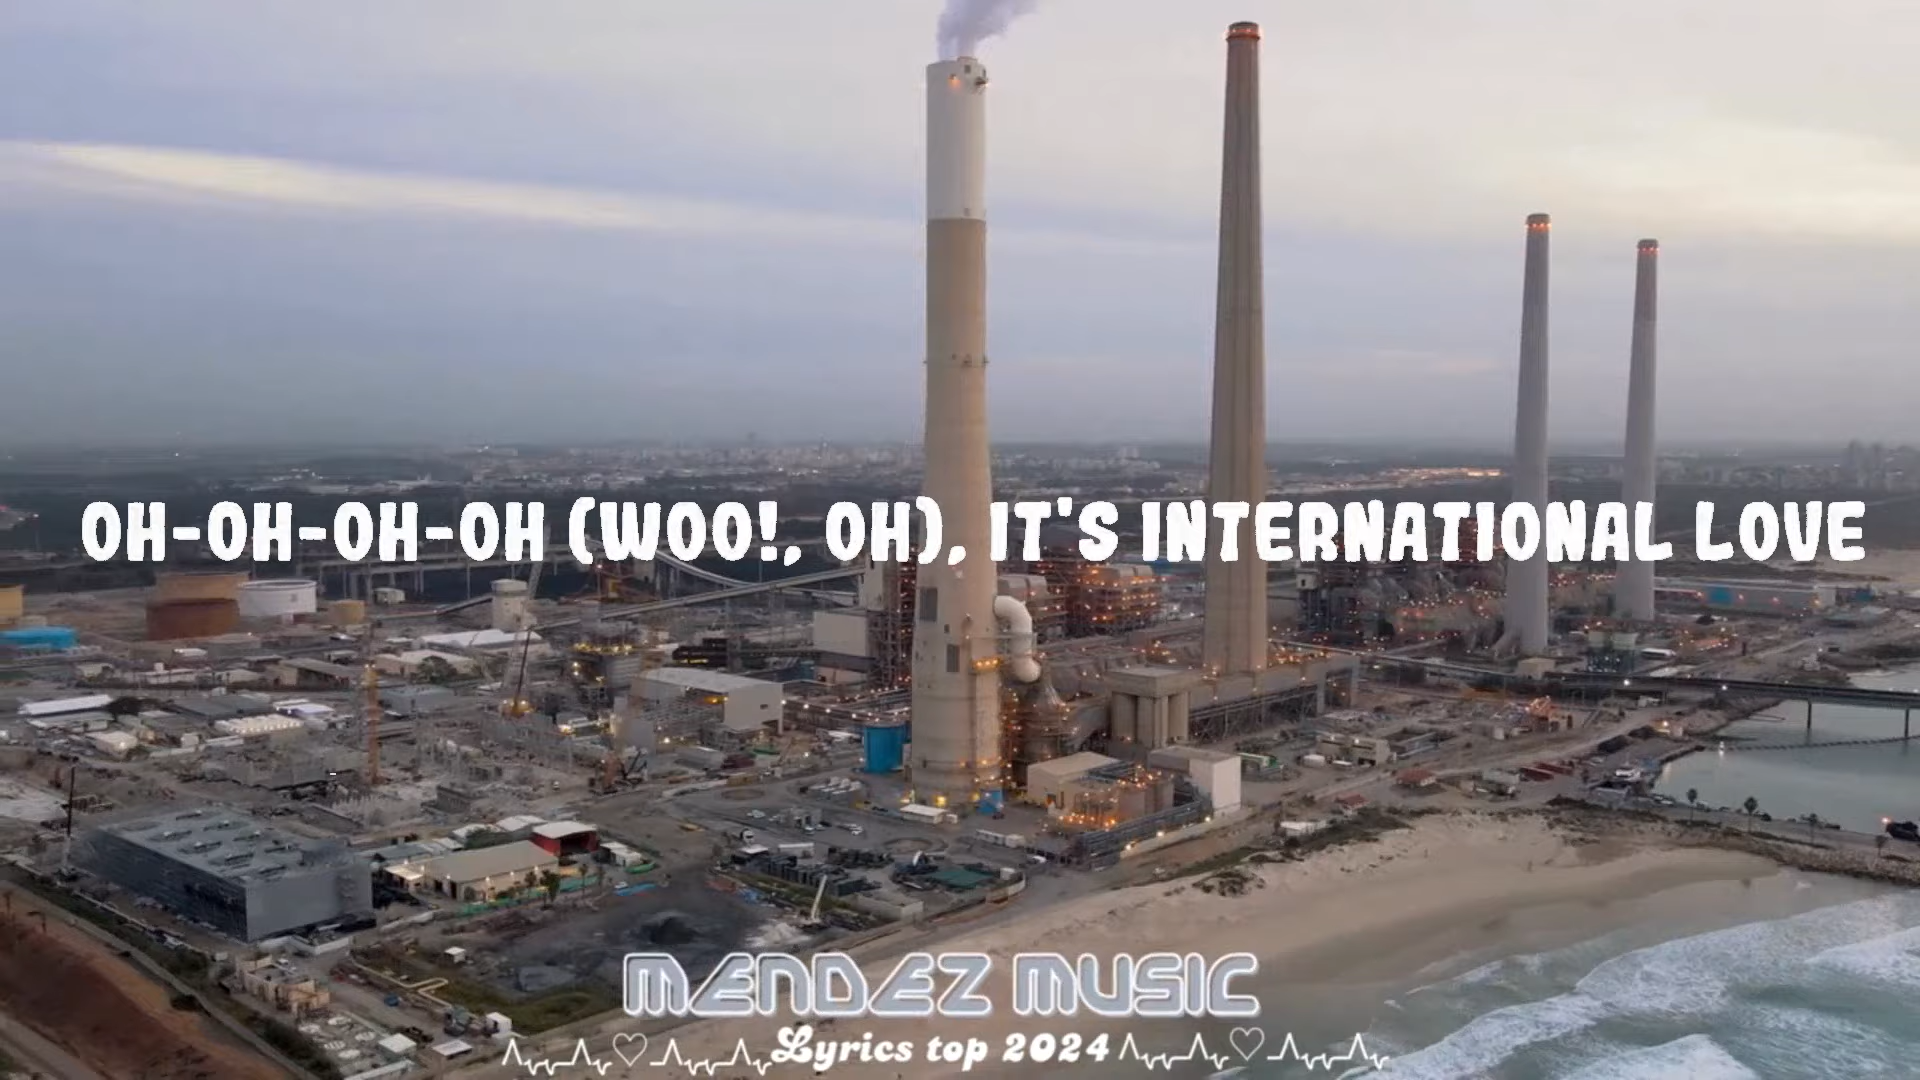 OH-OH-OH-OH (WOO!, OH), IT'S INTERNATIONAL LOVE
MENDEZ MUSIC
Lyrics top 2024